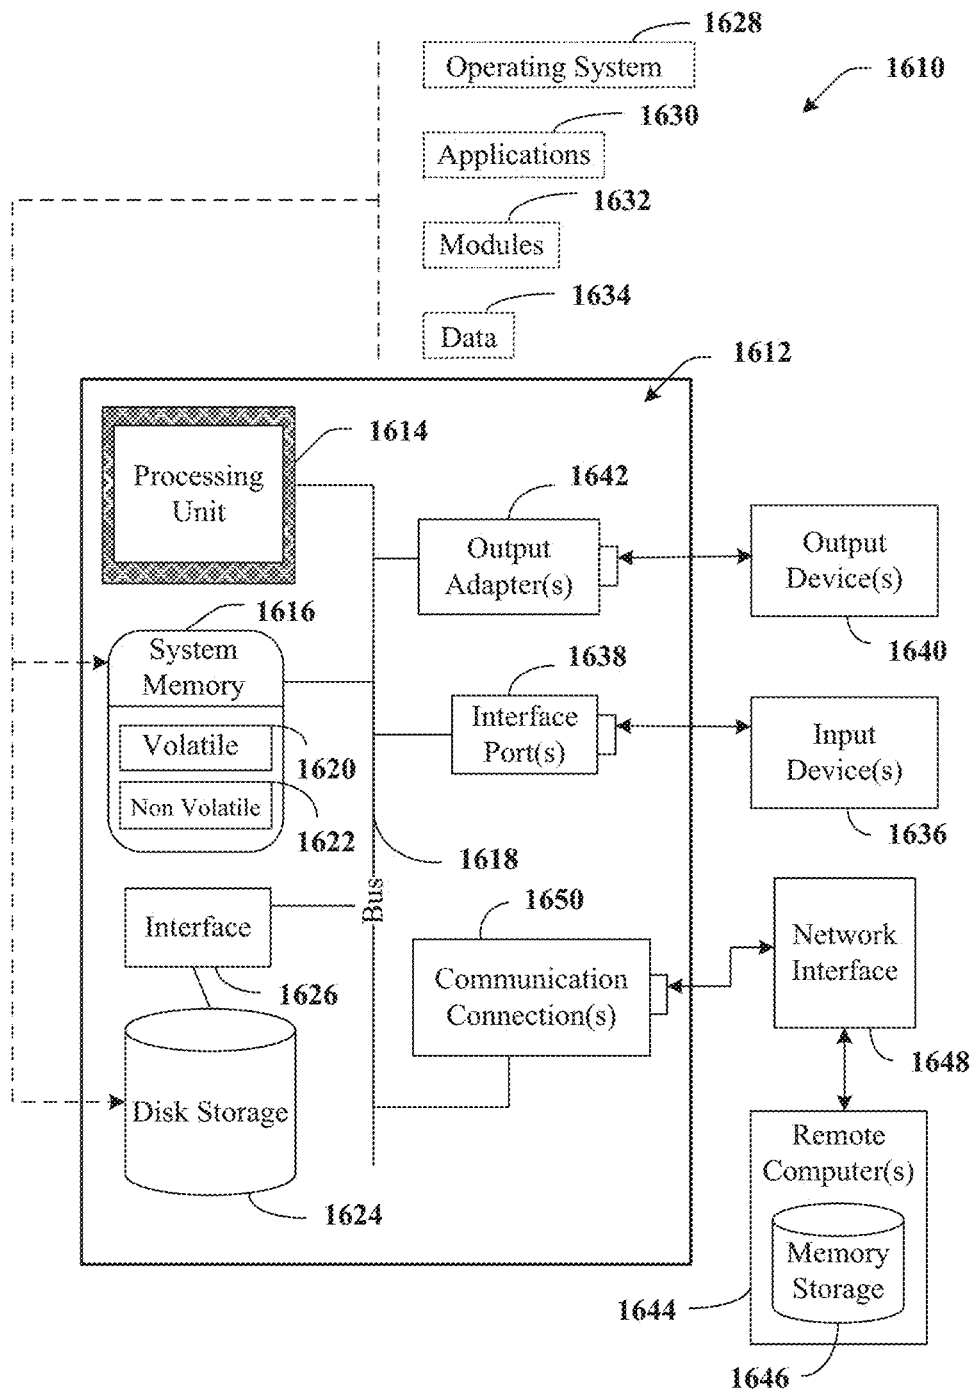 1628
Operating System
1610
1630
Applications
1632
Modules
1634
Data
1612
1614
Processing
Unit
1642
Output
Adapter(s)
Output
Device(s)
1640
1616
System
Memory
1638
Interface
Port(s)
Input
Device(s)
1636
Volatile
1620
Non Volatile
1622
1618
Bus
1650
Interface
1626
Communication
Connection(s)
Network
Interface
1648
Disk Storage
1624
Remote
Computer(s)
Memory
Storage
1644
1646